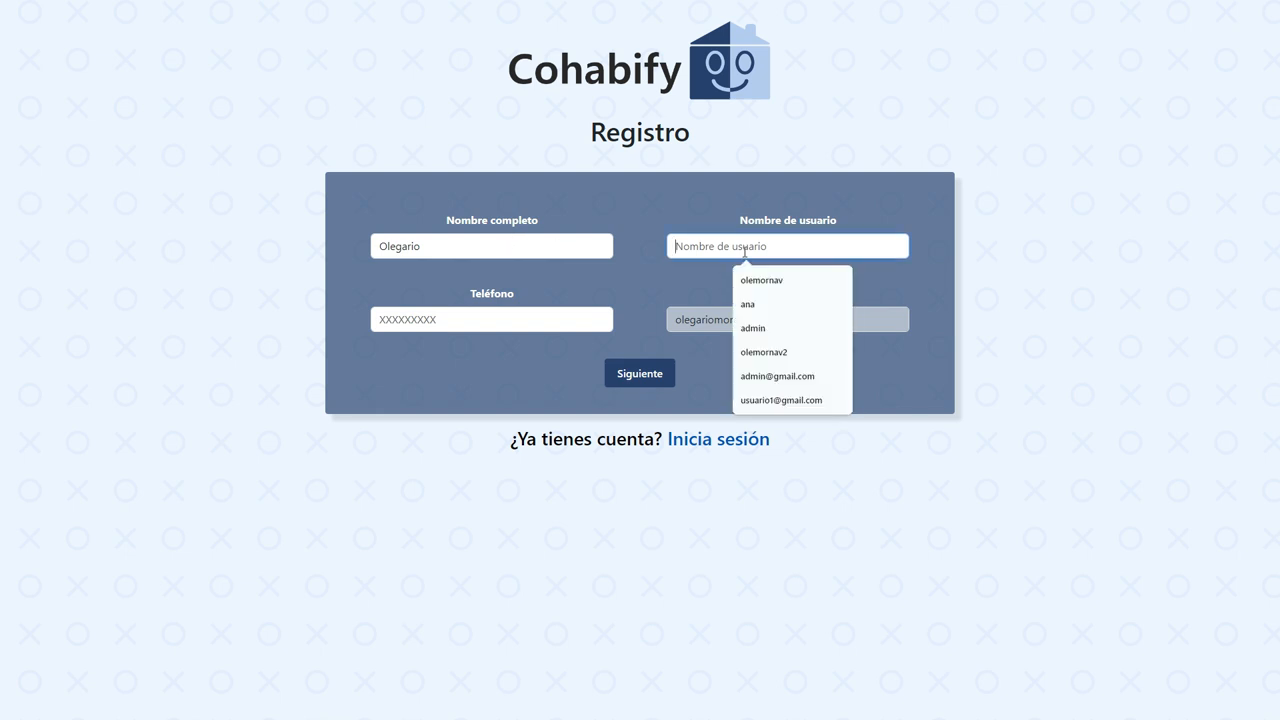 Cohabify
Registro
Nombre completo
Nombre de usuario
Olegario
Nombre de usuario
Teléfono
XXXXXXXXX
olegariomor
olemornav
ana
admin
olemornav2
admin@gmail.com
usuario1@gmail.com
Siguiente
¿Ya tienes cuenta? Inicia sesión